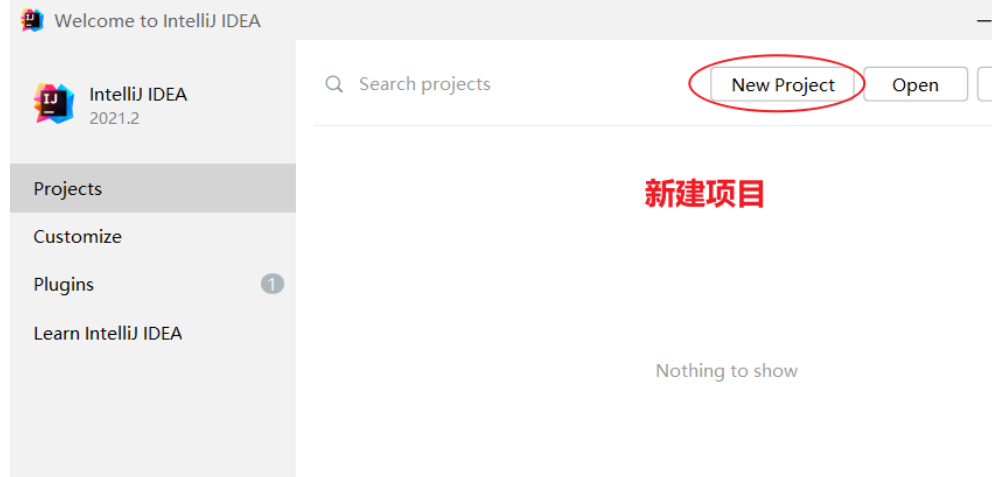 Welcome to IntelliJ IDEA
IntelliJ IDEA
2021.2
Search projects
New Project
Open
Projects
新建项目
Customize
Plugins
1
Learn IntelliJ IDEA
Nothing to show